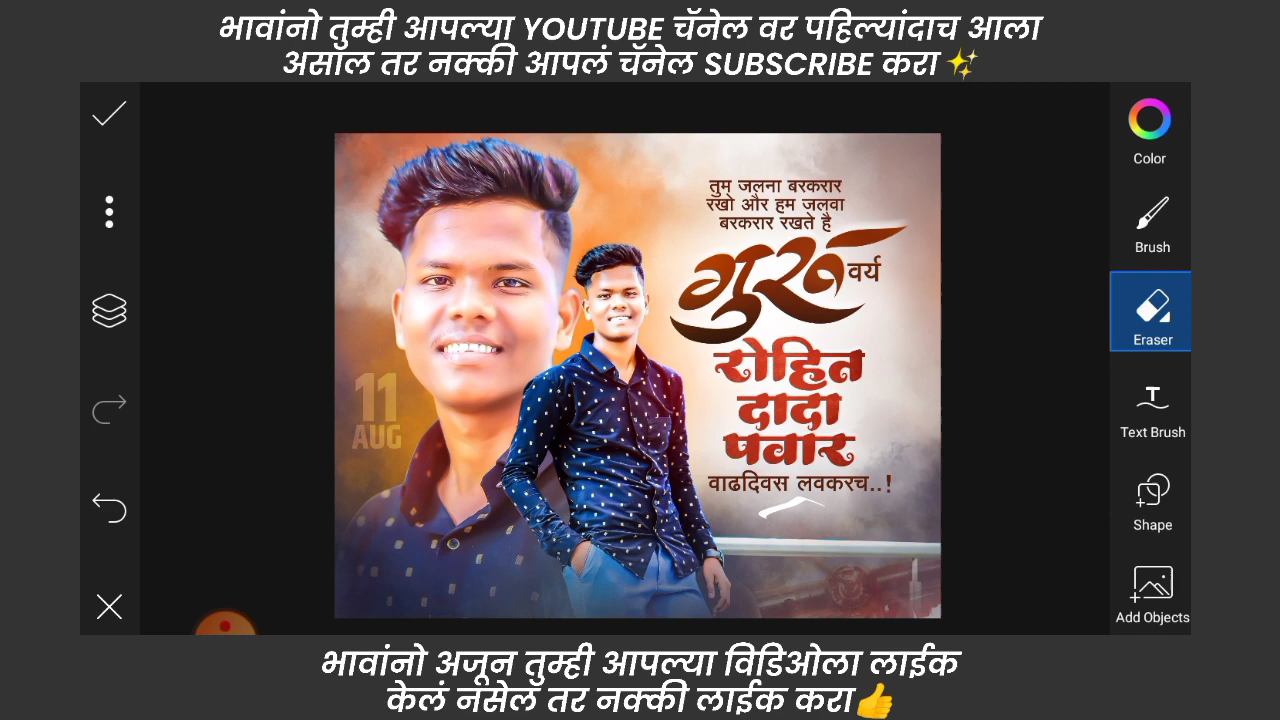 भावांनो तुम्ही आपल्या YOUTUBE चॅनेल वर पहिल्यांदाच आला
असाल तर नक्की आपलं चॅनेल SUBSCRIBE करा ✨
Color
Brush
Eraser
Text Brush
Shape
Add Objects
तुम जलना बरकरार
रखो और हम जलवा
बरकरार रखते है
गुरु वर्य
रोहित
दादा
पवार
वाढदिवस लवकरच..!
11
AUG
भावांनो अजून तुम्ही आपल्या विडिओला लाईक
केलं नसेल तर नक्की लाईक करा👍